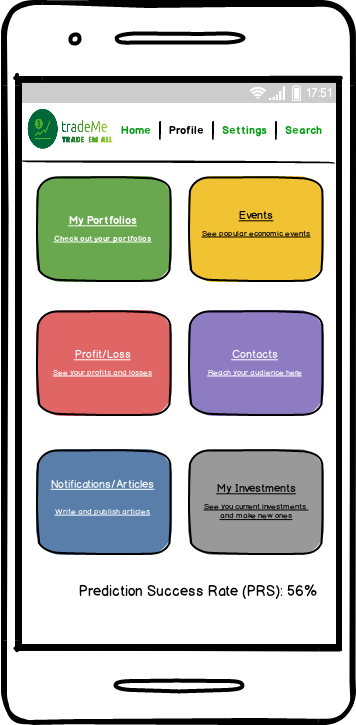 17:51
tradeMe
TRADE EM ALL
Home Profile Settings Search
My Portfolios
Check out your portfolios
Events
See popular economic events
Profit/Loss
See your profits and losses
Contacts
Reach your audience here
Notifications/Articles
Write and publish articles
My Investments
See you current investments
and make new ones
Prediction Success Rate (PRS): 56%